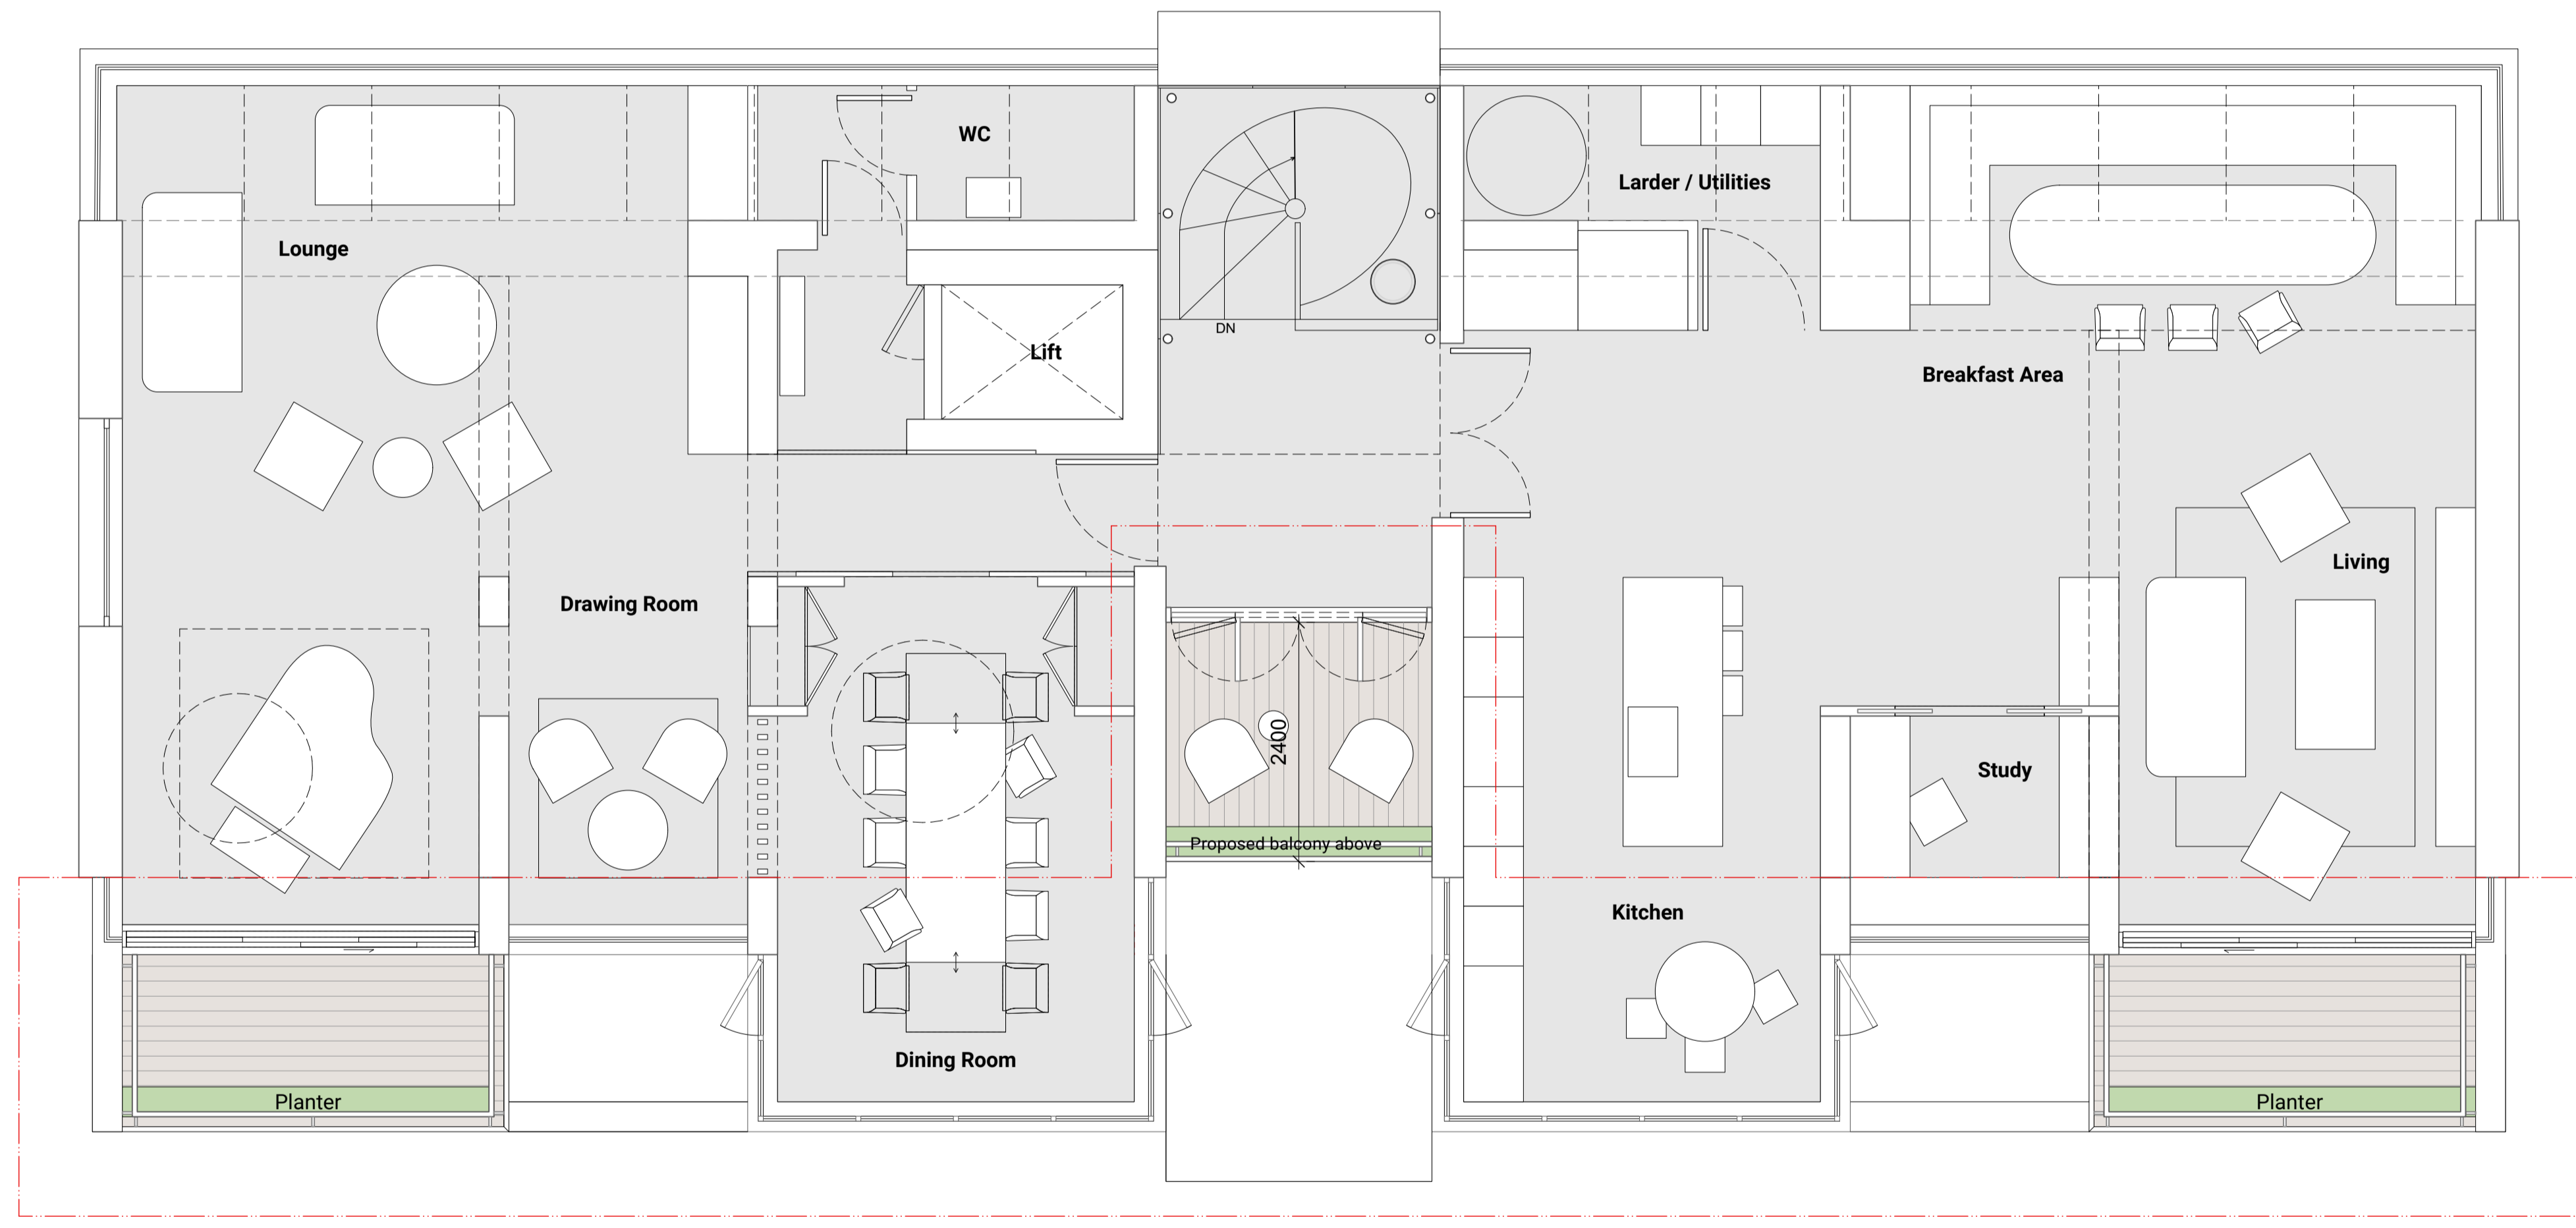 WC
Larder / Utilities
Lounge
DN
Lift
Breakfast Area
Living
Drawing Room
2400
Study
Proposed balcony above
Kitchen
Dining Room
Planter
Planter